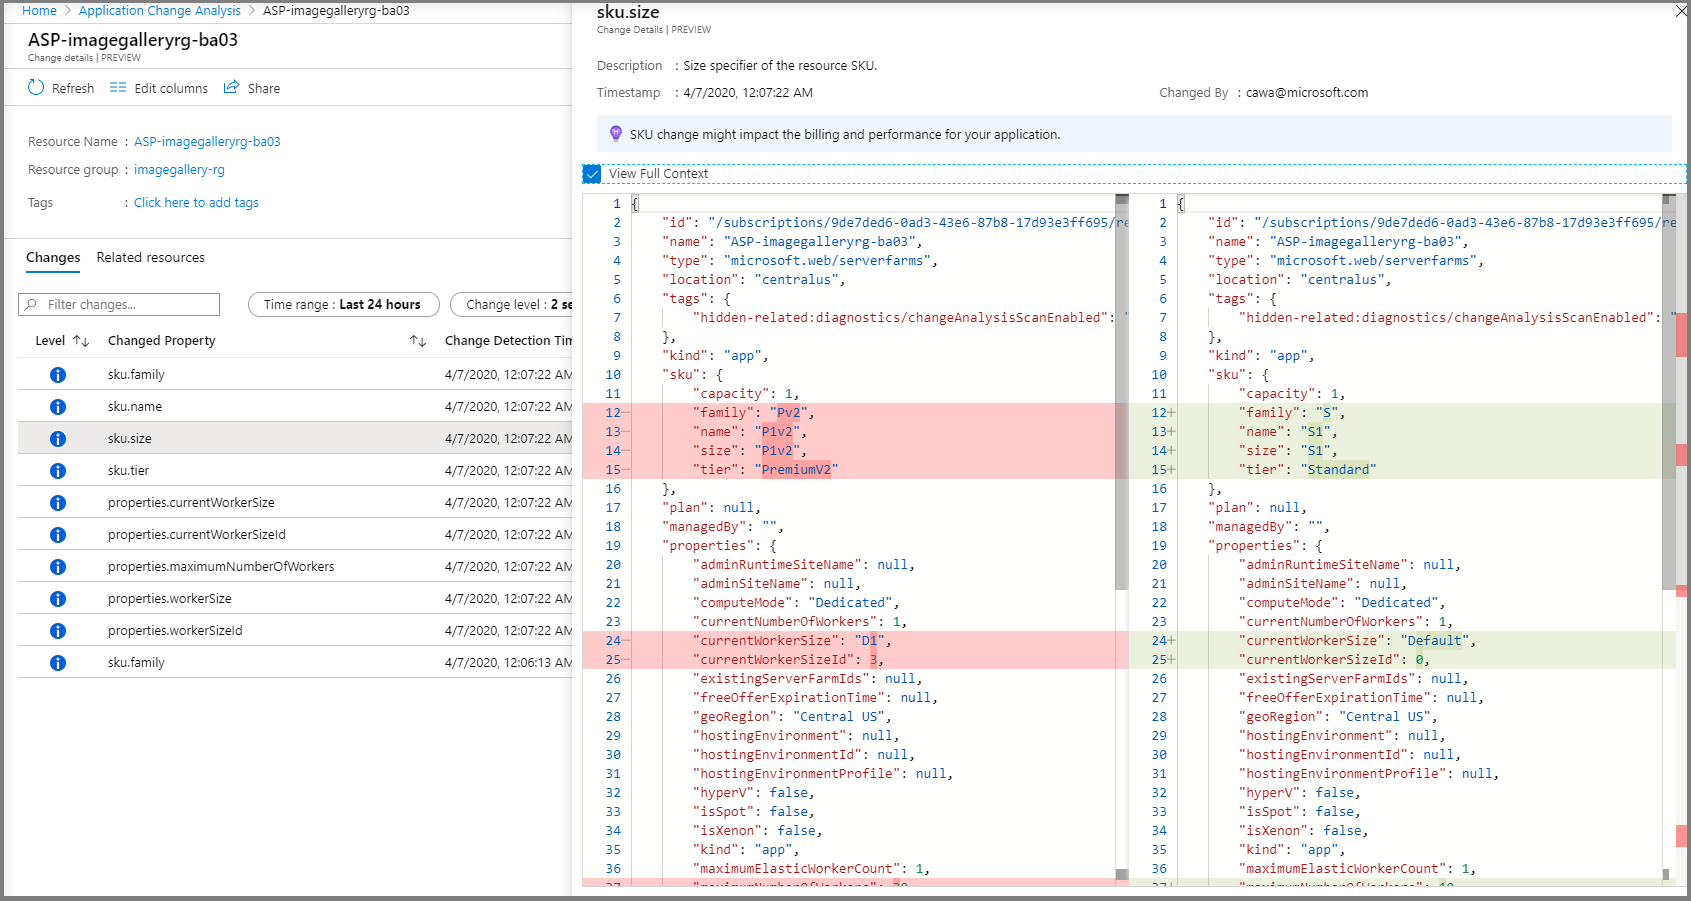 Home > Application Change Analysis > ASP-imagegalleryrg-ba03
ASP-imagegalleryrg-ba03
Change details | PREVIEW
Refresh Edit columns Share
Resource Name : ASP-imagegalleryrg-ba03
Resource group : imagegallery-rg
Tags : Click here to add tags
Changes Related resources
Filter changes... Time range : Last 24 hours Change level : 2 se
Level Changed Property Change Detection Tim
sku.family 4/7/2020, 12:07:22 AM
sku.name 4/7/2020, 12:07:22 AM
sku.size 4/7/2020, 12:07:22 AM
sku.tier 4/7/2020, 12:07:22 AM
properties.currentWorkerSize 4/7/2020, 12:07:22 AM
properties.currentWorkerSizeId 4/7/2020, 12:07:22 AM
properties.maximumNumberOfWorkers 4/7/2020, 12:07:22 AM
properties.workerSize 4/7/2020, 12:07:22 AM
properties.workerSizeId 4/7/2020, 12:07:22 AM
sku.family 4/7/2020, 12:06:13 AM
sku.size
Change Details | PREVIEW
Description : Size specifier of the resource SKU.
Timestamp : 4/7/2020, 12:07:22 AM Changed By : cawa@microsoft.com
SKU change might impact the billing and performance for your application.
View Full Context
1 {
2 "id": "/subscriptions/9de7ded6-0ad3-43e6-87b8-17d93e3ff695/re
3 "name": "ASP-imagegalleryrg-ba03",
4 "type": "microsoft.web/serverfarms",
5 "location": "centralus",
6 "tags": {
7 "hidden-related:diagnostics/changeAnalysisScanEnabled": "
8 },
9 "kind": "app",
10 "sku": {
11 "capacity": 1,
12- "family": "Pv2",
13- "name": "P1v2",
14- "size": "P1v2",
15- "tier": "PremiumV2"
16 },
17 "plan": null,
18 "managedBy": "",
19 "properties": {
20 "adminRuntimeSiteName": null,
21 "adminSiteName": null,
22 "computeMode": "Dedicated",
23 "currentNumberOfWorkers": 1,
24- "currentWorkerSize": "D1",
25- "currentWorkerSizeId": 3,
26 "existingServerFarmIds": null,
27 "freeOfferExpirationTime": null,
28 "geoRegion": "Central US",
29 "hostingEnvironment": null,
30 "hostingEnvironmentId": null,
31 "hostingEnvironmentProfile": null,
32 "hyperV": false,
33 "isSpot": false,
34 "isXenon": false,
35 "kind": "app",
36 "maximumElasticWorkerCount": 1,
37- "maximumNumberOfWorkers": 30
1 {
2 "id": "/subscriptions/9de7ded6-0ad3-43e6-87b8-17d93e3ff695/re
3 "name": "ASP-imagegalleryrg-ba03",
4 "type": "microsoft.web/serverfarms",
5 "location": "centralus",
6 "tags": {
7 "hidden-related:diagnostics/changeAnalysisScanEnabled": "
8 },
9 "kind": "app",
10 "sku": {
11 "capacity": 1,
12+ "family": "S",
13+ "name": "S1",
14+ "size": "S1",
15+ "tier": "Standard"
16 },
17 "plan": null,
18 "managedBy": "",
19 "properties": {
20 "adminRuntimeSiteName": null,
21 "adminSiteName": null,
22 "computeMode": "Dedicated",
23 "currentNumberOfWorkers": 1,
24+ "currentWorkerSize": "Default",
25+ "currentWorkerSizeId": 0,
26 "existingServerFarmIds": null,
27 "freeOfferExpirationTime": null,
28 "geoRegion": "Central US",
29 "hostingEnvironment": null,
30 "hostingEnvironmentId": null,
31 "hostingEnvironmentProfile": null,
32 "hyperV": false,
33 "isSpot": false,
34 "isXenon": false,
35 "kind": "app",
36 "maximumElasticWorkerCount": 1,
37+ "maximumNumberOfWorkers": 10